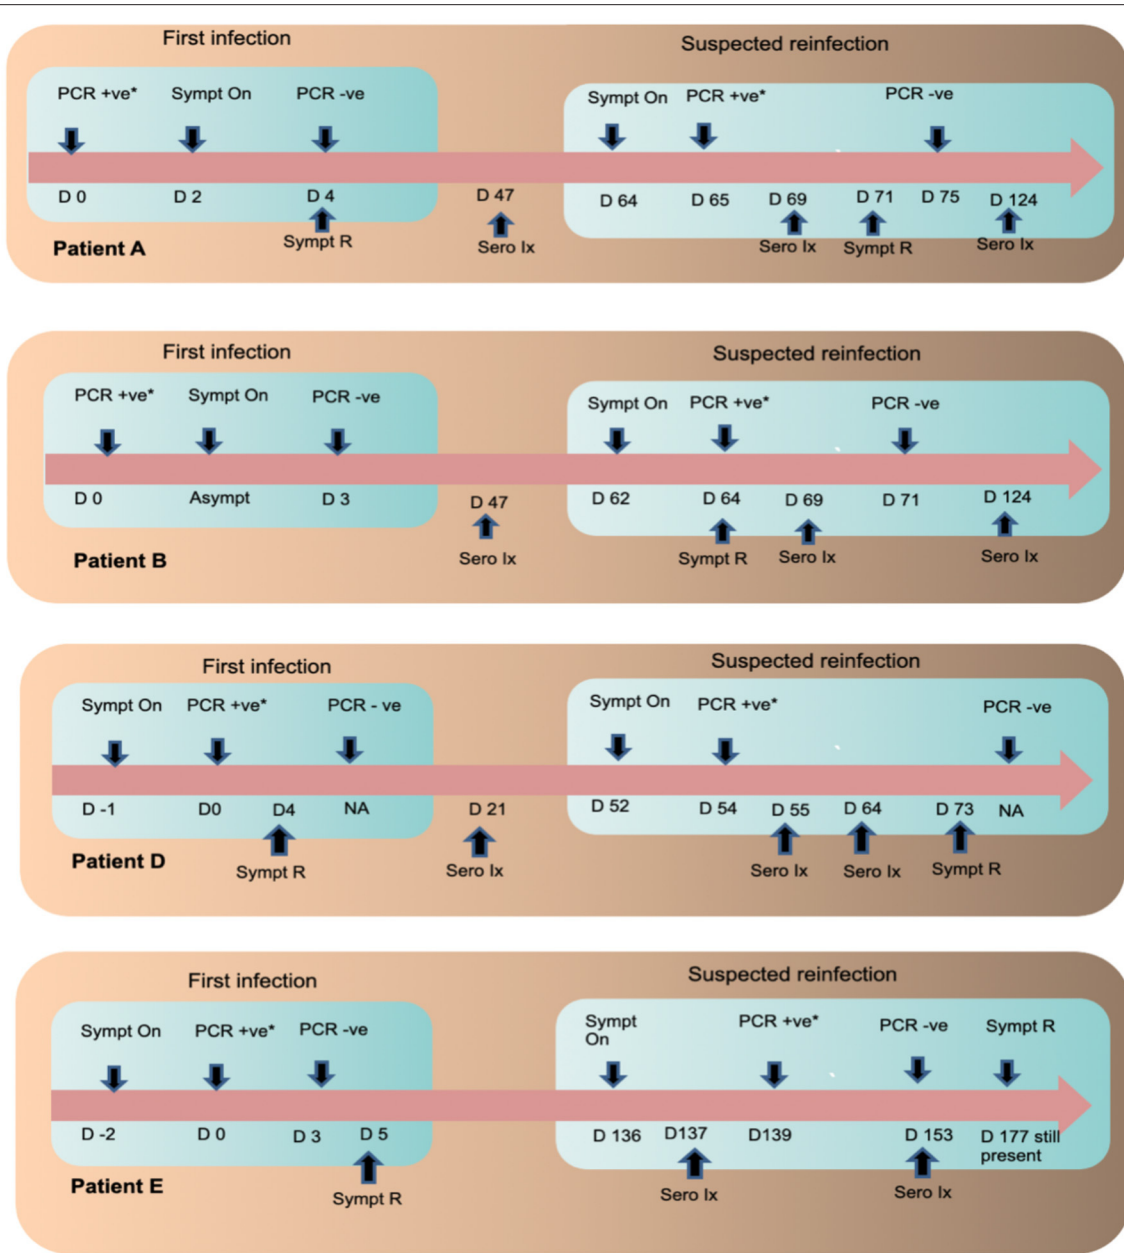 First infection
Suspected reinfection
PCR +ve*
Sympt On
PCR -ve
Sympt On
PCR +ve*
PCR -ve
D 0
D 2
D 4
D 47
D 64
D 65
D 69
D 71
D 75
D 124
Patient A
Sympt R
Sero Ix
Sero Ix
Sympt R
Sero Ix
First infection
Suspected reinfection
PCR +ve*
Sympt On
PCR -ve
Sympt On
PCR +ve*
PCR -ve
D 0
Asympt
D 3
D 47
D 62
D 64
D 69
D 71
D 124
Patient B
Sero Ix
Sympt R
Sero Ix
Sero Ix
First infection
Suspected reinfection
Sympt On
PCR +ve*
PCR - ve
Sympt On
PCR +ve*
PCR -ve
D -1
D0
D4
NA
D 21
D 52
D 54
D 55
D 64
D 73
NA
Patient D
Sympt R
Sero Ix
Sero Ix
Sero Ix
Sympt R
First infection
Suspected reinfection
Sympt On
PCR +ve*
PCR -ve
Sympt
On
PCR +ve*
PCR -ve
Sympt R
D -2
D 0
D 3
D 5
D 136
D137
D139
D 153
D 177 still
present
Patient E
Sympt R
Sero Ix
Sero Ix